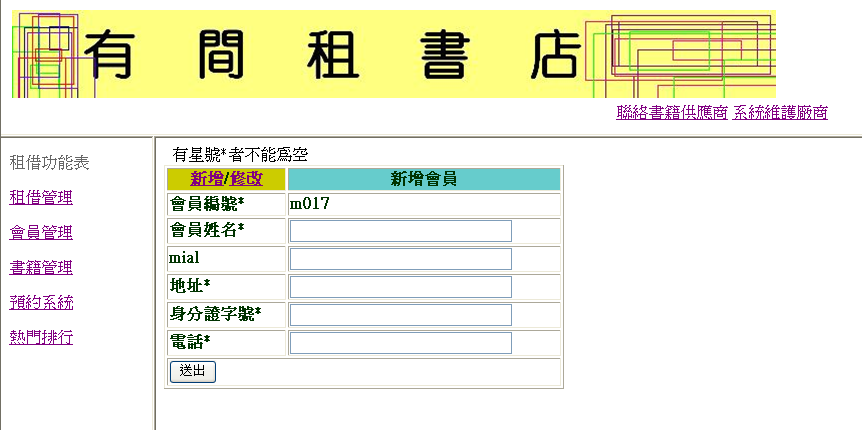 有間租書店
聯絡書籍供應商 系統維護廠商
租借功能表
租借管理
會員管理
書籍管理
預約系統
熱門排行
有星號*者不能為空
新增/修改 新增會員
會員編號* m017
會員姓名*
mial
地址*
身分證字號*
電話*
送出